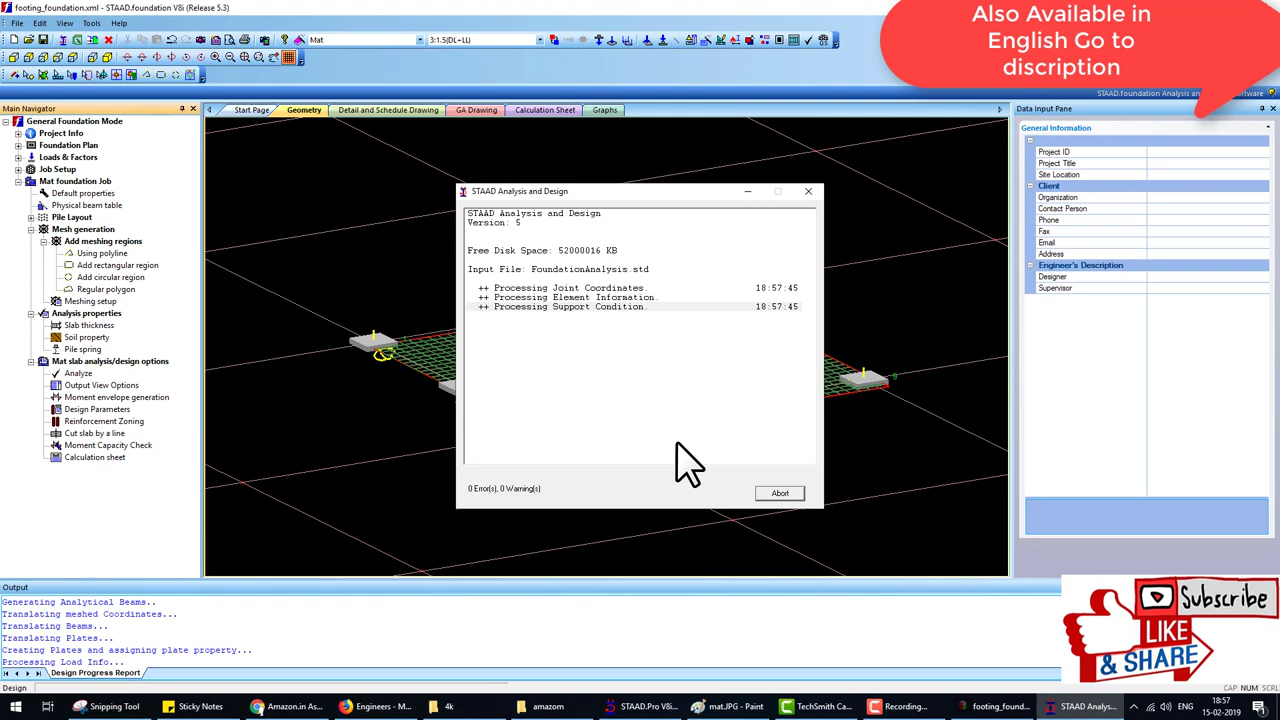 footing_foundation.xml - STAAD.foundation V8i (Release 5.3)
File Edit View Tools Help
Mat
3:1.5(DL+LL)
Also Available in
English Go to
discription
Main Navigator
Start Page
Geometry
Detail and Schedule Drawing
GA Drawing
Calculation Sheet
Graphs
Data Input Pane
General Foundation Mode
Project Info
Foundation Plan
Loads & Factors
Job Setup
Mat foundation Job
Default properties
Physical beam table
Pile Layout
Mesh generation
Add meshing regions
Using polyline
Add rectangular region
Add circular region
Regular polygon
Meshing setup
Analysis properties
Slab thickness
Soil property
Pile spring
Mat slab analysis/design options
Analyze
Output View Options
Moment envelope generation
Design Parameters
Reinforcement Zoning
Cut slab by a line
Moment Capacity Check
Calculation sheet
STAAD Analysis and Design
STAAD Analysis and Design
Version: 5
Free Disk Space: 52000016 KB
Input File: FoundationAnalysis.std
++ Processing Joint Coordinates. 18:57:45
++ Processing Element Information.
++ Processing Support Condition. 18:57:45
0 Error(s), 0 Warning(s)
Abort
9
General Information
Project ID
Project Title
Site Location
Client
Organization
Contact Person
Phone
Fax
Email
Address
Engineer's Description
Designer
Supervisor
Output
Generating Analytical Beams..
Translating meshed Coordinates...
Translating Beams...
Translating Plates...
Creating Plates and assigning plate property...
Processing Load Info...
Design Progress Report
Subscribe
LIKE
& SHARE
Design
CAP NUM SCRL
Snipping Tool
Sticky Notes
Amazon.in As...
Engineers - M...
4k
amazom
STAAD.Pro V8i...
mat.JPG - Paint
TechSmith Ca...
Recording...
footing_found...
STAAD Analys...
ENG
18:57
15-02-2019